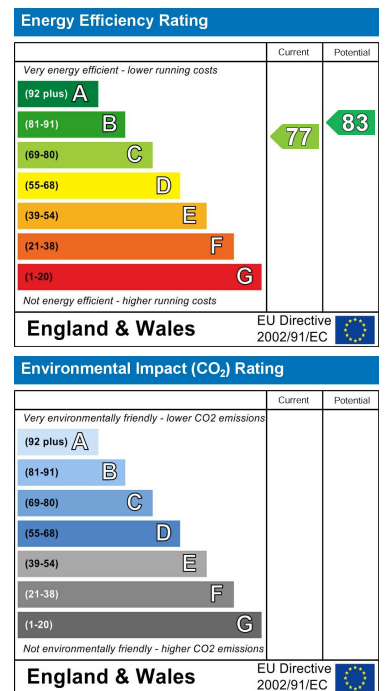 Energy Efficiency Rating
Current Potential
Very energy efficient - lower running costs
(92 plus) A
(81-91) B
(69-80) C
(55-68) D
(39-54) E
(21-38) F
(1-20) G
77
83
Not energy efficient - higher running costs
England & Wales
EU Directive
2002/91/EC
Environmental Impact (CO₂) Rating
Current Potential
Very environmentally friendly - lower CO2 emissions
(92 plus) A
(81-91) B
(69-80) C
(55-68) D
(39-54) E
(21-38) F
(1-20) G
Not environmentally friendly - higher CO2 emissions
England & Wales
EU Directive
2002/91/EC